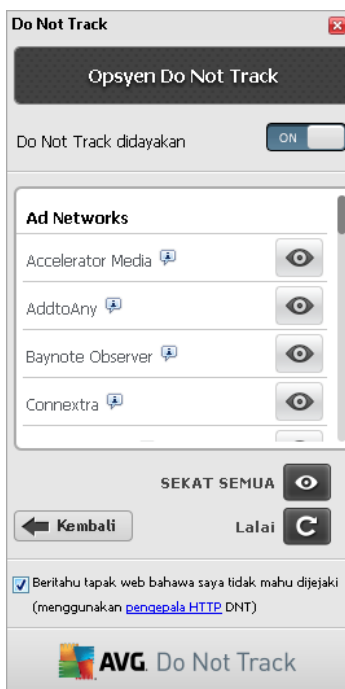 Do Not Track
Opsyen Do Not Track
Do Not Track didayakan
ON
Ad Networks
Accelerator Media
AddtoAny
Baynote Observer
Connextra
SEKAT SEMUA
Kembali
Lalai
Beritahu tapak web bahawa saya tidak mahu dijejaki
(menggunakan pengepala HTTP DNT)
AVG. Do Not Track